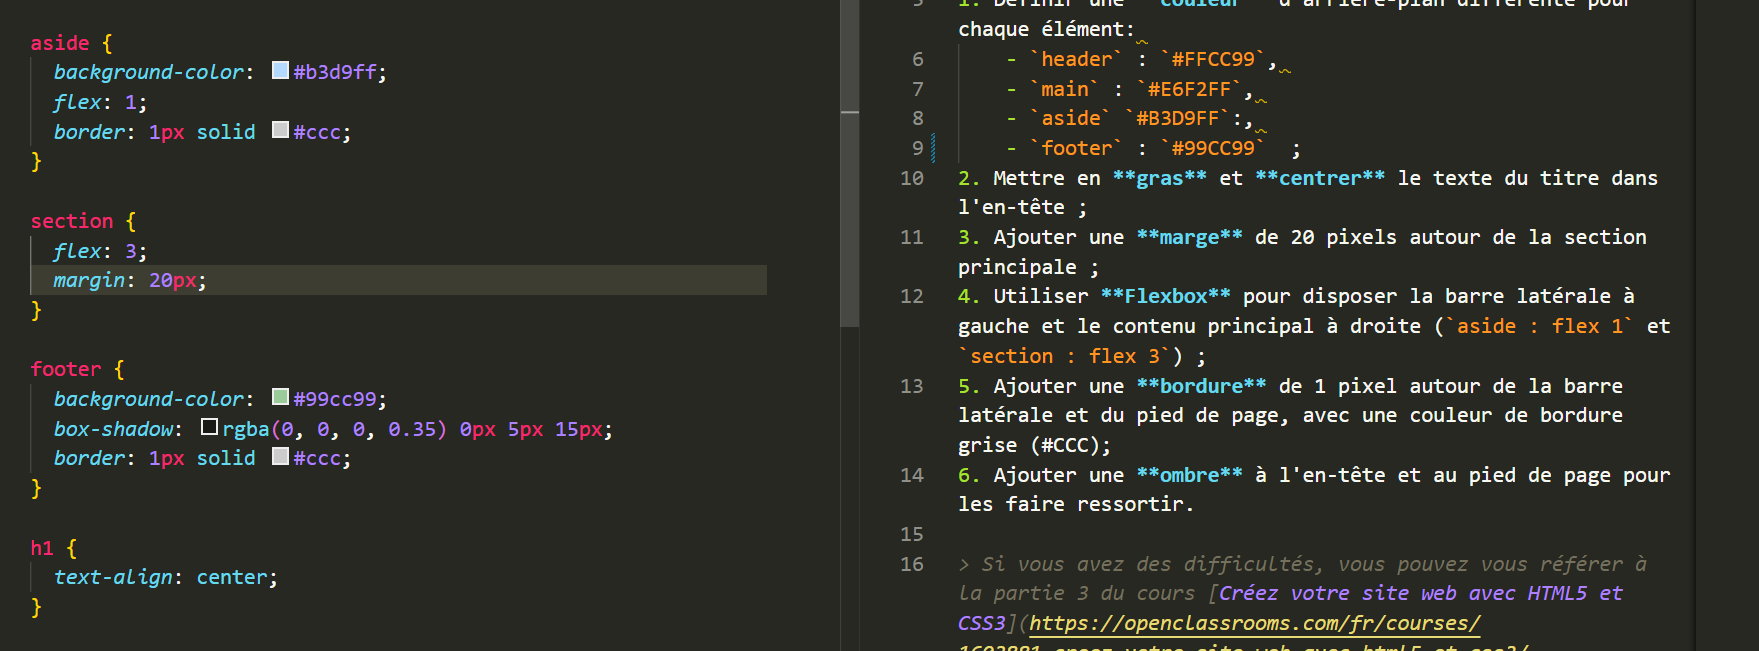 aside {
background-color: #b3d9ff;
flex: 1;
border: 1px solid #ccc;
}
section {
flex: 3;
margin: 20px;
}
footer {
background-color: #99cc99;
box-shadow: rgba(0, 0, 0, 0.35) 0px 5px 15px;
border: 1px solid #ccc;
}
h1 {
text-align: center;
}
5 1. Définir une **couleur** d'arrière-plan différente pour
chaque élément:
6 - `header` : `#FFCC99`,
7 - `main` : `#E6F2FF`,
8 - `aside` `#B3D9FF`:,
9 - `footer` : `#99CC99`  ;
10 2. Mettre en **gras** et **centrer** le texte du titre dans
l'en-tête ;
11 3. Ajouter une **marge** de 20 pixels autour de la section
principale ;
12 4. Utiliser **Flexbox** pour disposer la barre latérale à
gauche et le contenu principal à droite (`aside : flex 1` et
`section : flex 3`) ;
13 5. Ajouter une **bordure** de 1 pixel autour de la barre
latérale et du pied de page, avec une couleur de bordure
grise (#CCC);
14 6. Ajouter une **ombre** à l'en-tête et au pied de page pour
les faire ressortir.
15
16 > Si vous avez des difficultés, vous pouvez vous référer à
la partie 3 du cours [Créez votre site web avec HTML5 et
CSS3](https://openclassrooms.com/fr/courses/
1603881-creez-votre-site-web-avec-html5-et-css3/